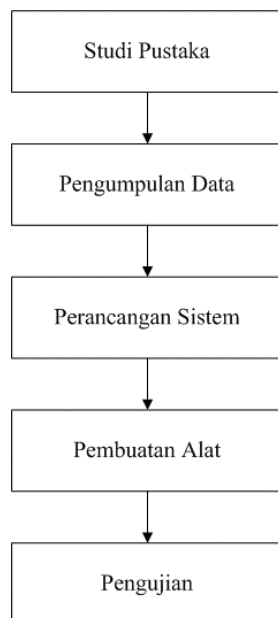 Studi Pustaka
Pengumpulan Data
Perancangan Sistem
Pembuatan Alat
Pengujian